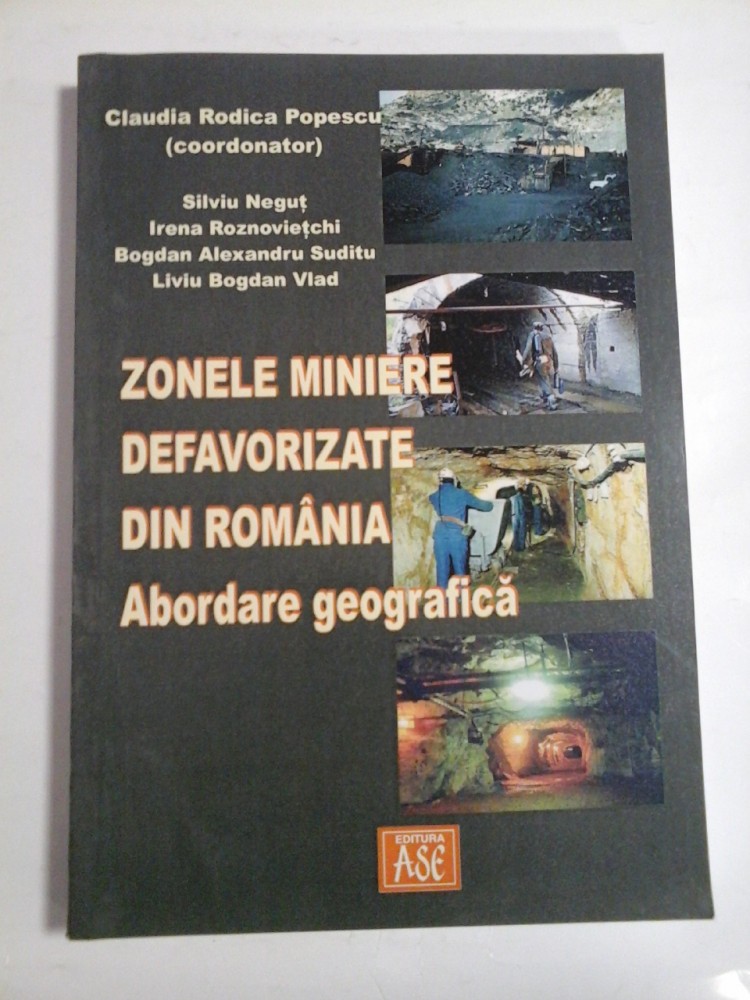 Claudia Rodica Popescu
(coordonator)
Silviu Neguț
Irena Roznoviețchi
Bogdan Alexandru Suditu
Liviu Bogdan Vlad
ZONELE MINIERE
DEFAVORIZATE
DIN ROMÂNIA
Abordare geografică
EDITURA
ASE